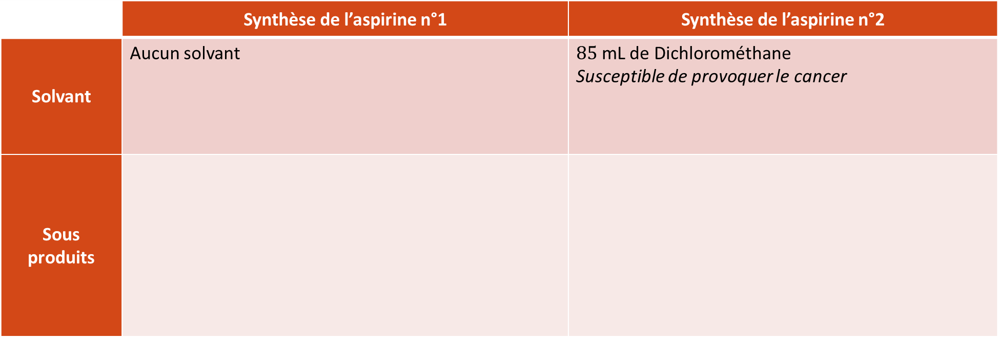 Synthèse de l’aspirine n°1
Synthèse de l’aspirine n°2
Solvant
Aucun solvant
85 mL de Dichlorométhane
Susceptible de provoquer le cancer
Sous
produits